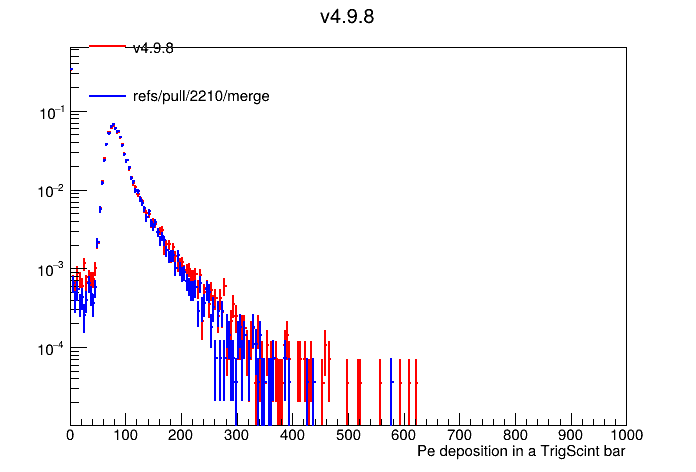 v4.9.8
v4.9.8
refs/pull/2210/merge
10⁻¹
10⁻²
10⁻³
10⁻⁴
0 100 200 300 400 500 600 700 800 900 1000
Pe deposition in a TrigScint bar